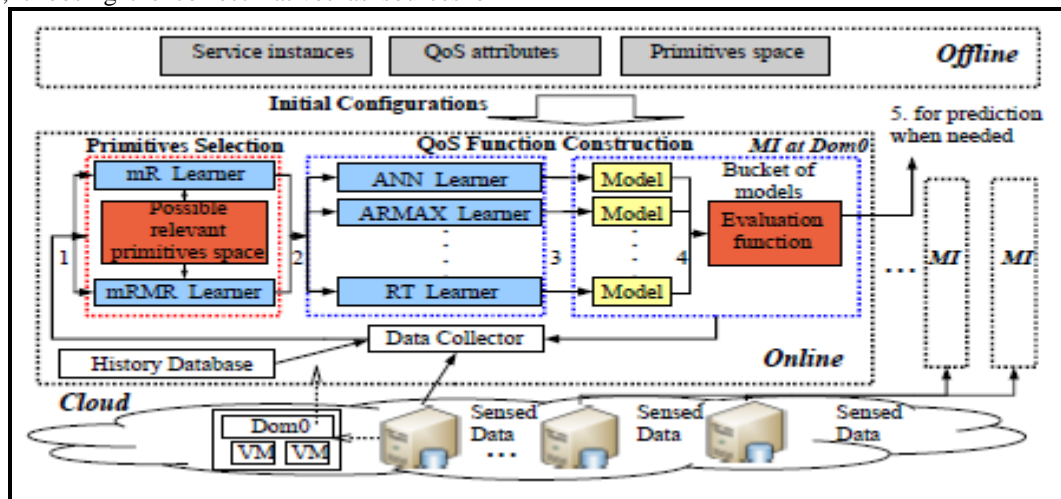 Service instances
QoS attributes
Primitives space
Offline
Initial Configurations
5. for prediction
when needed
Primitives Selection
QoS Function Construction
MI at Dom0
mR Learner
Possible
relevant
primitives space
mRMR Learner
1
2
ANN Learner
ARMAX Learner
RT Learner
3
Model
Model
Model
4
Bucket of
models
Evaluation
function
...
MI
MI
Data Collector
History Database
Online
Cloud
Dom0
VM
VM
Sensed
Data
...
Sensed
Data
Sensed
Data